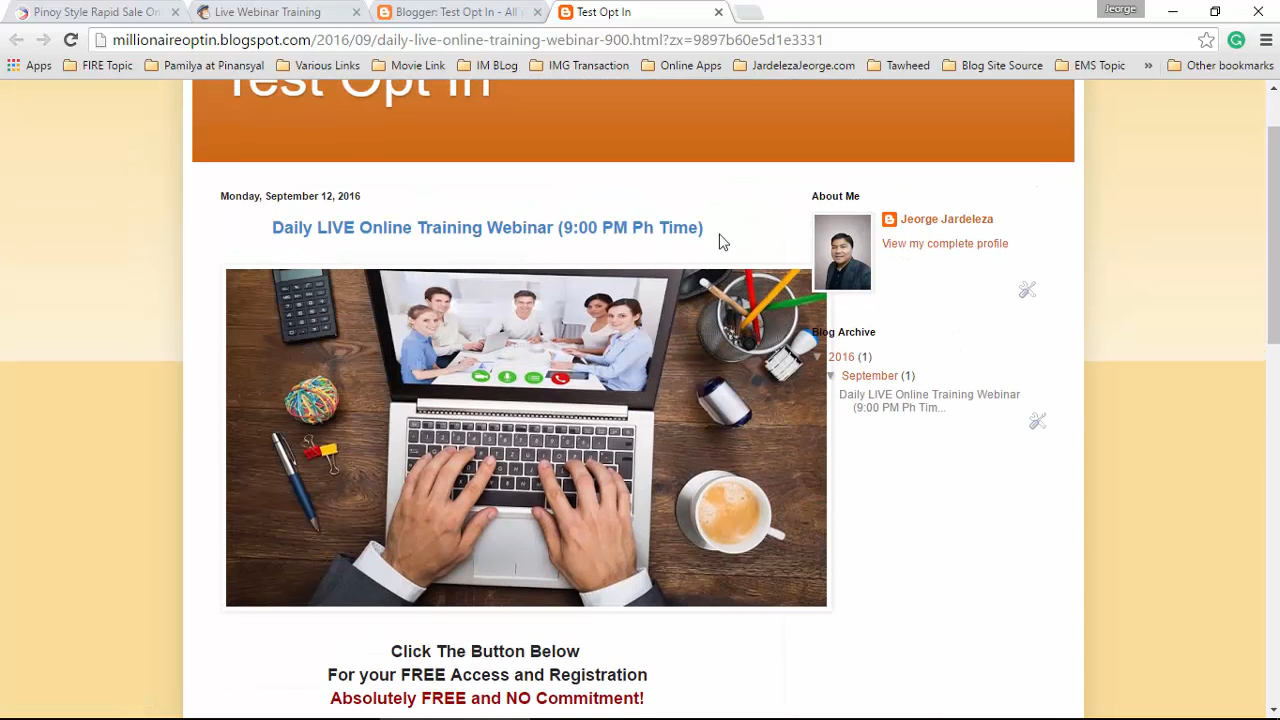 Pinoy Style Rapid Sale On
Live Webinar Training
Blogger: Test Opt In - All
Test Opt In
Jeorge
millionaireoptin.blogspot.com/2016/09/daily-live-online-training-webinar-900.html?zx=9897b60e5d1e3331
Apps
FIRE Topic
Pamilya at Pinansyal
Various Links
Movie Link
IM BLog
IMG Transaction
Online Apps
JardelezaJeorge.com
Tawheed
Blog Site Source
EMS Topic
»
Other bookmarks
Test Opt In
Monday, September 12, 2016
Daily LIVE Online Training Webinar (9:00 PM Ph Time)
About Me
Jeorge Jardeleza
View my complete profile
Blog Archive
▼ 2016 (1)
▼ September (1)
Daily LIVE Online Training Webinar
(9:00 PM Ph Tim...
Click The Button Below
For your FREE Access and Registration
Absolutely FREE and NO Commitment!